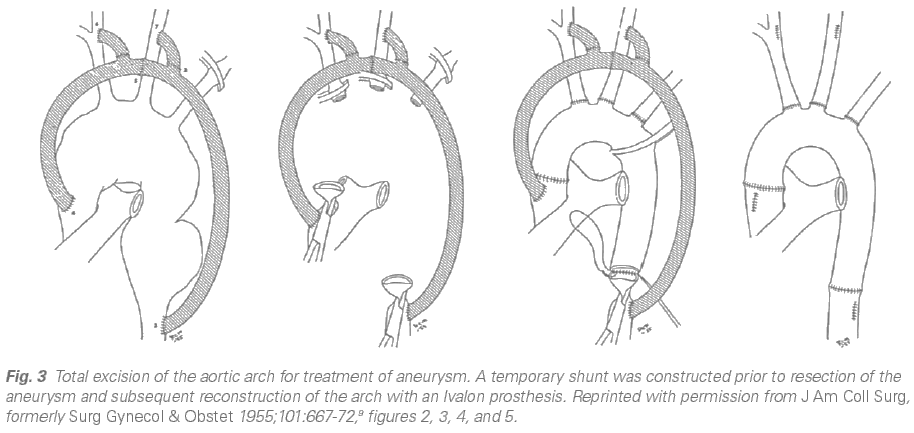 6
7
Fig. 3 Total excision of the aortic arch for treatment of aneurysm. A temporary shunt was constructed prior to resection of the
aneurysm and subsequent reconstruction of the arch with an Ivalon prosthesis. Reprinted with permission from J Am Coll Surg,
formerly Surg Gynecol & Obstet 1955;101:667-72,⁹ figures 2, 3, 4, and 5.